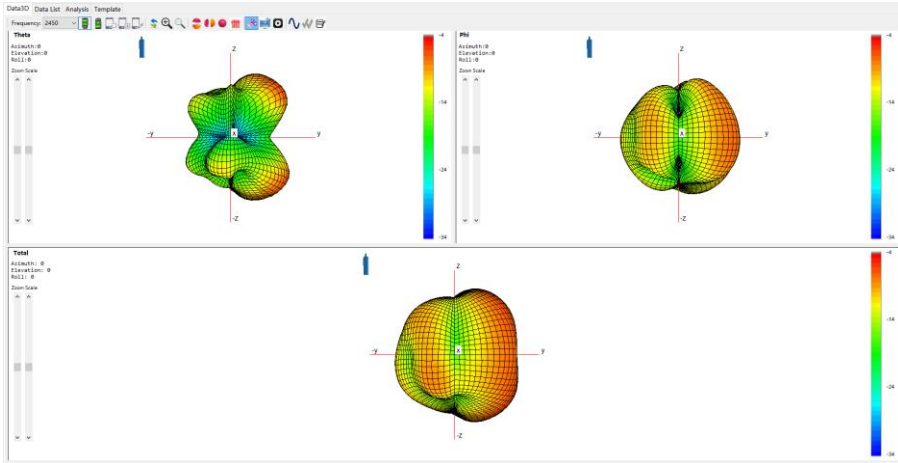 Data3D Data List Analysis Template
Frequency: 2450
Theta
Azimuth:0
Elevation:0
Roll:0
Zoom Scale
Z
-y
X
y
-Z
-4
-14
-24
-34
Phi
Azimuth:0
Elevation:0
Roll:0
Zoom Scale
Z
-y
X
y
-Z
-4
-14
-24
-34
Total
Azimuth: 0
Elevation: 0
Roll: 0
Zoom Scale
Z
-y
X
y
-Z
-4
-14
-24
-34